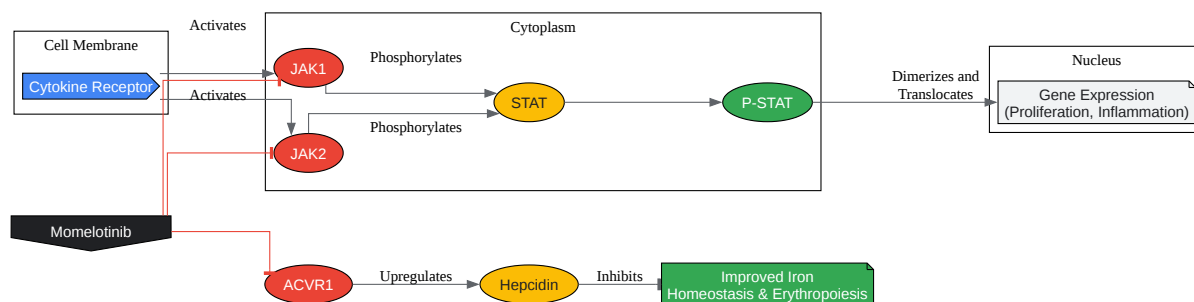 Activates
Cell Membrane
Cytoplasm
Cytokine Receptor
JAK1
Phosphorylates
Activates
STAT
P-STAT
Phosphorylates
JAK2
Dimerizes and
Translocates
Nucleus
Gene Expression
(Proliferation, Inflammation)
Momelotinib
ACVR1
Upregulates
Hepcidin
Inhibits
Improved Iron
Homeostasis & Erythropoiesis